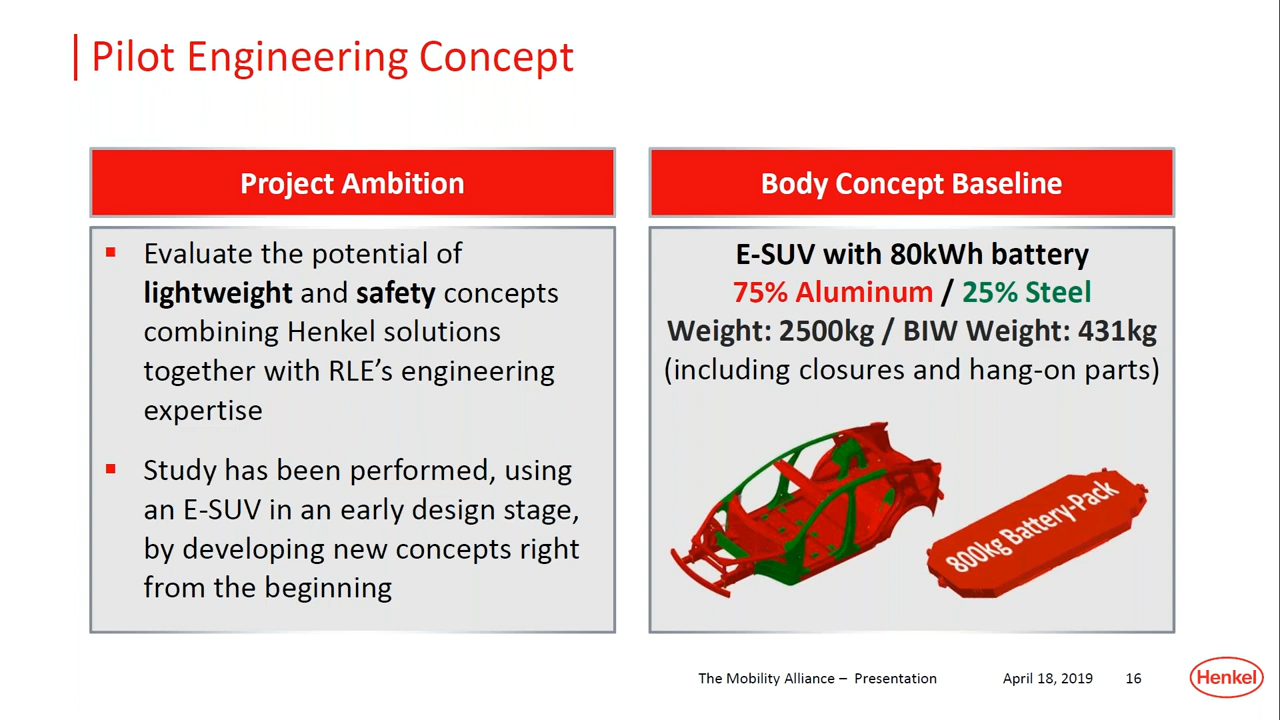 Pilot Engineering Concept
Project Ambition
Evaluate the potential of
lightweight and safety concepts
combining Henkel solutions
together with RLE’s engineering
expertise
Study has been performed, using
an E-SUV in an early design stage,
by developing new concepts right
from the beginning
Body Concept Baseline
E-SUV with 80kWh battery
75% Aluminum / 25% Steel
Weight: 2500kg / BIW Weight: 431kg
(including closures and hang-on parts)
800kg Battery-Pack
The Mobility Alliance – Presentation
April 18, 2019
16
Henkel